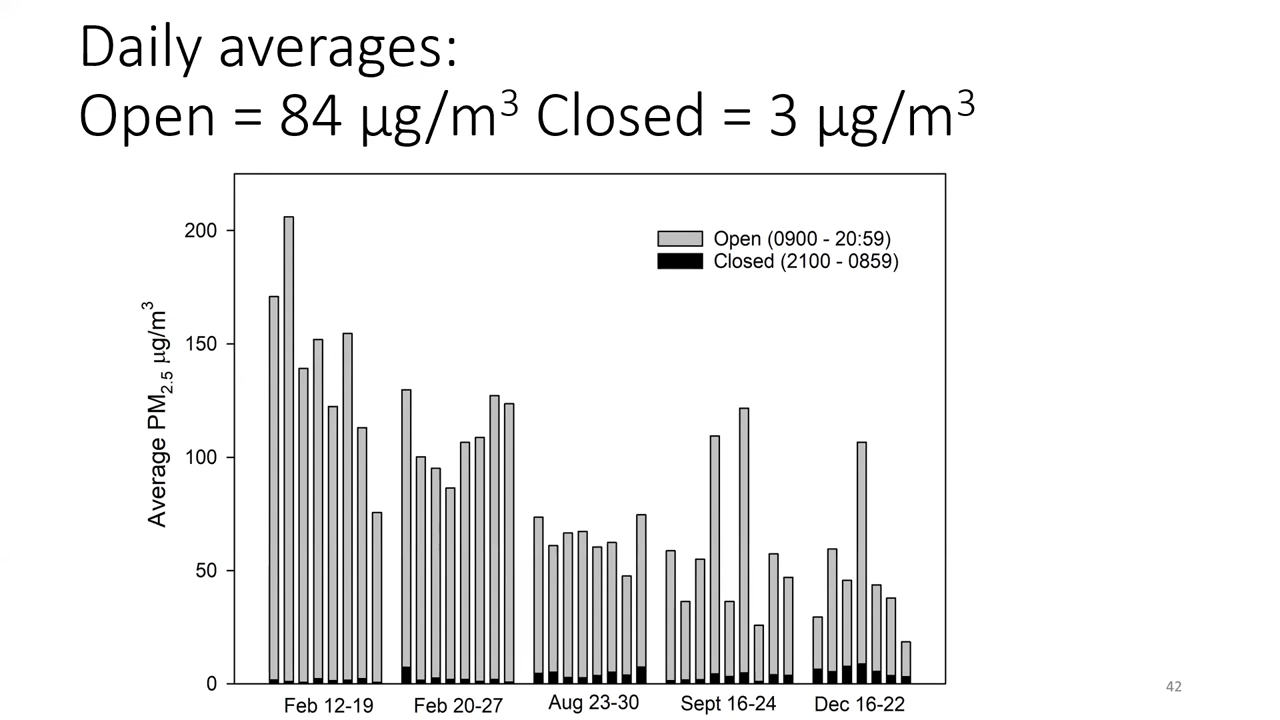 Daily averages:
Open = 84 µg/m³ Closed = 3 µg/m³
200
150
100
50
0
Average PM2.5 µg/m³
Open (0900 - 20:59)
Closed (2100 - 0859)
Feb 12-19
Feb 20-27
Aug 23-30
Sept 16-24
Dec 16-22
42